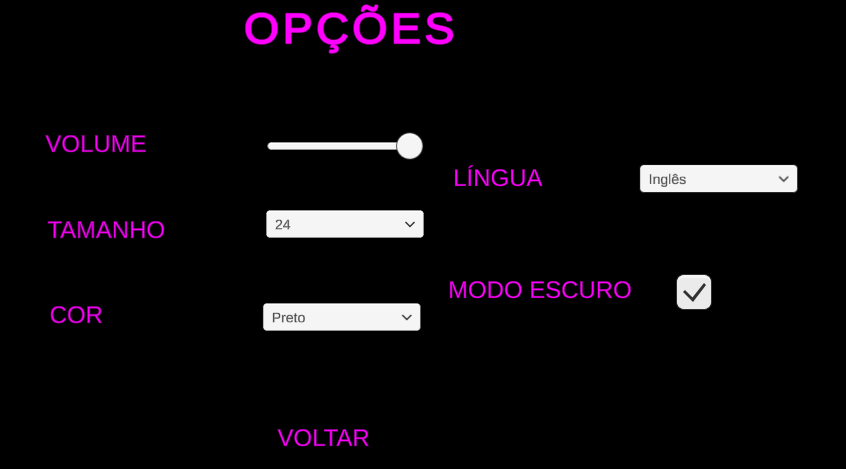 OPÇÕES
VOLUME
LÍNGUA
Inglês
TAMANHO
24
MODO ESCURO
COR
Preto
VOLTAR